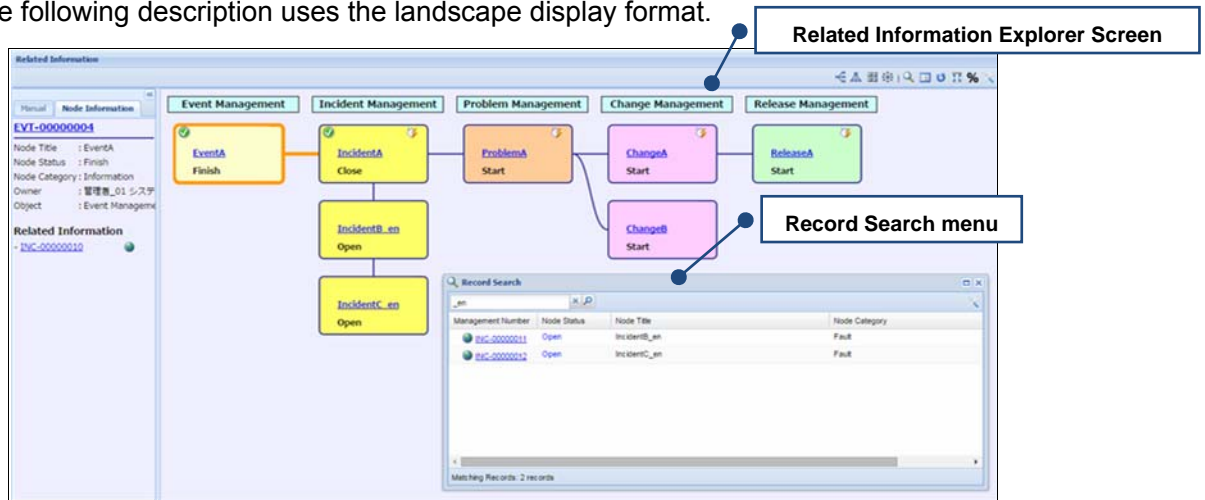 e following description uses the landscape display format.
Related Information Explorer Screen
Related Information
Manual Node Information
EVT-00000004
Node Title : EventA
Node Status : Finish
Node Category : Information
Owner : 管理者_01 システ
Object : Event Manageme
Related Information
- INC-00000010
Event Management Incident Management Problem Management Change Management Release Management
EventA
Finish
IncidentA
Close
ProblemA
Start
ChangeA
Start
ReleaseA
Start
IncidentB_en
Open
ChangeB
Start
Record Search menu
IncidentC_en
Open
Record Search
_en
Management Number Node Status Node Title Node Category
INC-00000011 Open IncidentB_en Fault
INC-00000012 Open IncidentC_en Fault
Matching Records: 2 records